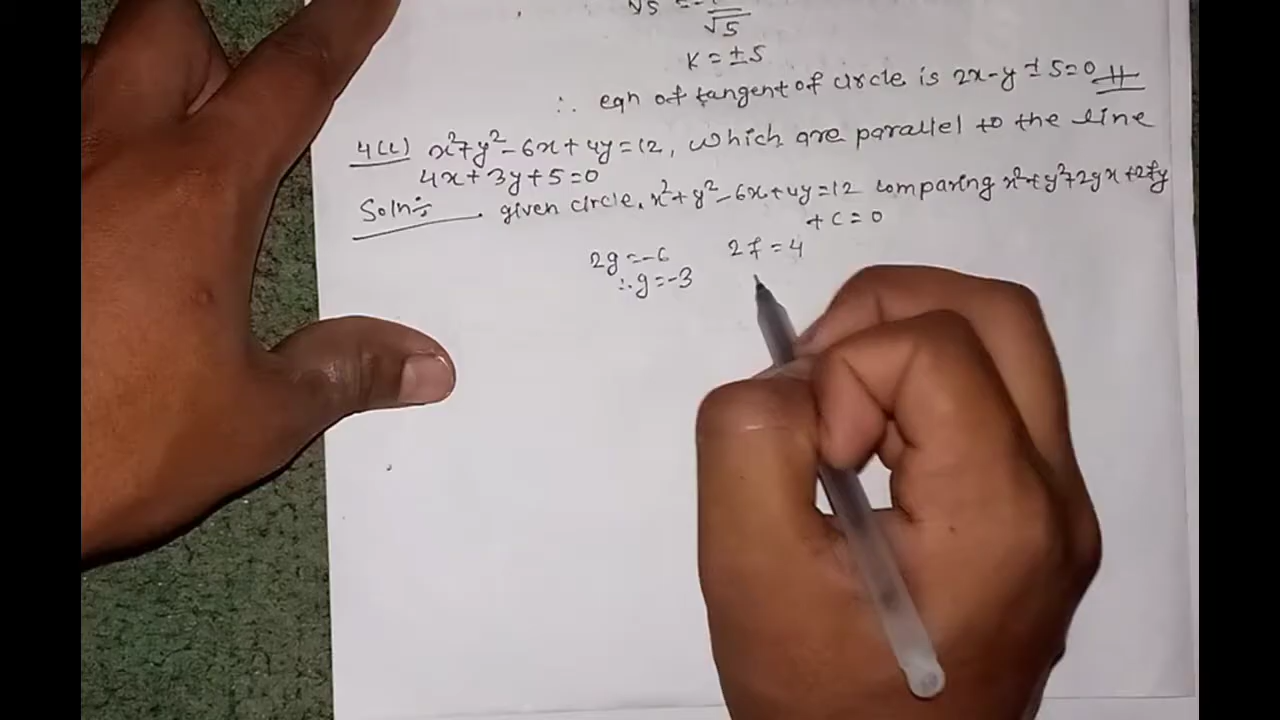 √5 =
√5
K = ±5
∴ eqn of tangent of circle is 2x-y ± 5=0
4(c) x²+y²-6x+4y=12, which are parallel to the line
4x+3y+5=0
Soln:- given circle, x²+y²-6x+4y=12 comparing x²+y²+2gx+2fy
+c=0
2g=-6 2f=4
∴g=-3